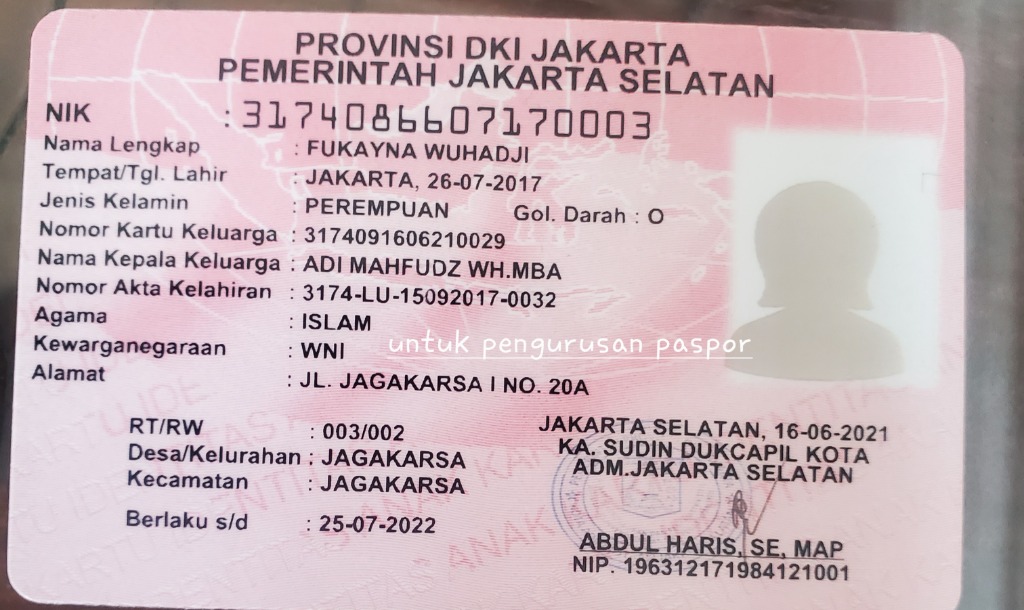 PROVINSI DKI JAKARTA
PEMERINTAH JAKARTA SELATAN
NIK : 3174086607170003
Nama Lengkap : FUKAYNA WUHADJI
Tempat/Tgl. Lahir : JAKARTA, 26-07-2017
Jenis Kelamin : PEREMPUAN Gol. Darah : O
Nomor Kartu Keluarga : 3174091606210029
Nama Kepala Keluarga : ADI MAHFUDZ WH.MBA
Nomor Akta Kelahiran : 3174-LU-15092017-0032
Agama : ISLAM
Kewarganegaraan : WNI
untuk pengurusan paspor
Alamat : JL. JAGAKARSA I NO. 20A
RT/RW : 003/002
Desa/Kelurahan : JAGAKARSA
Kecamatan : JAGAKARSA
Berlaku s/d : 25-07-2022
JAKARTA SELATAN, 16-06-2021
KA. SUDIN DUKCAPIL KOTA
ADM.JAKARTA SELATAN
ABDUL HARIS, SE, MAP
NIP. 196312171984121001